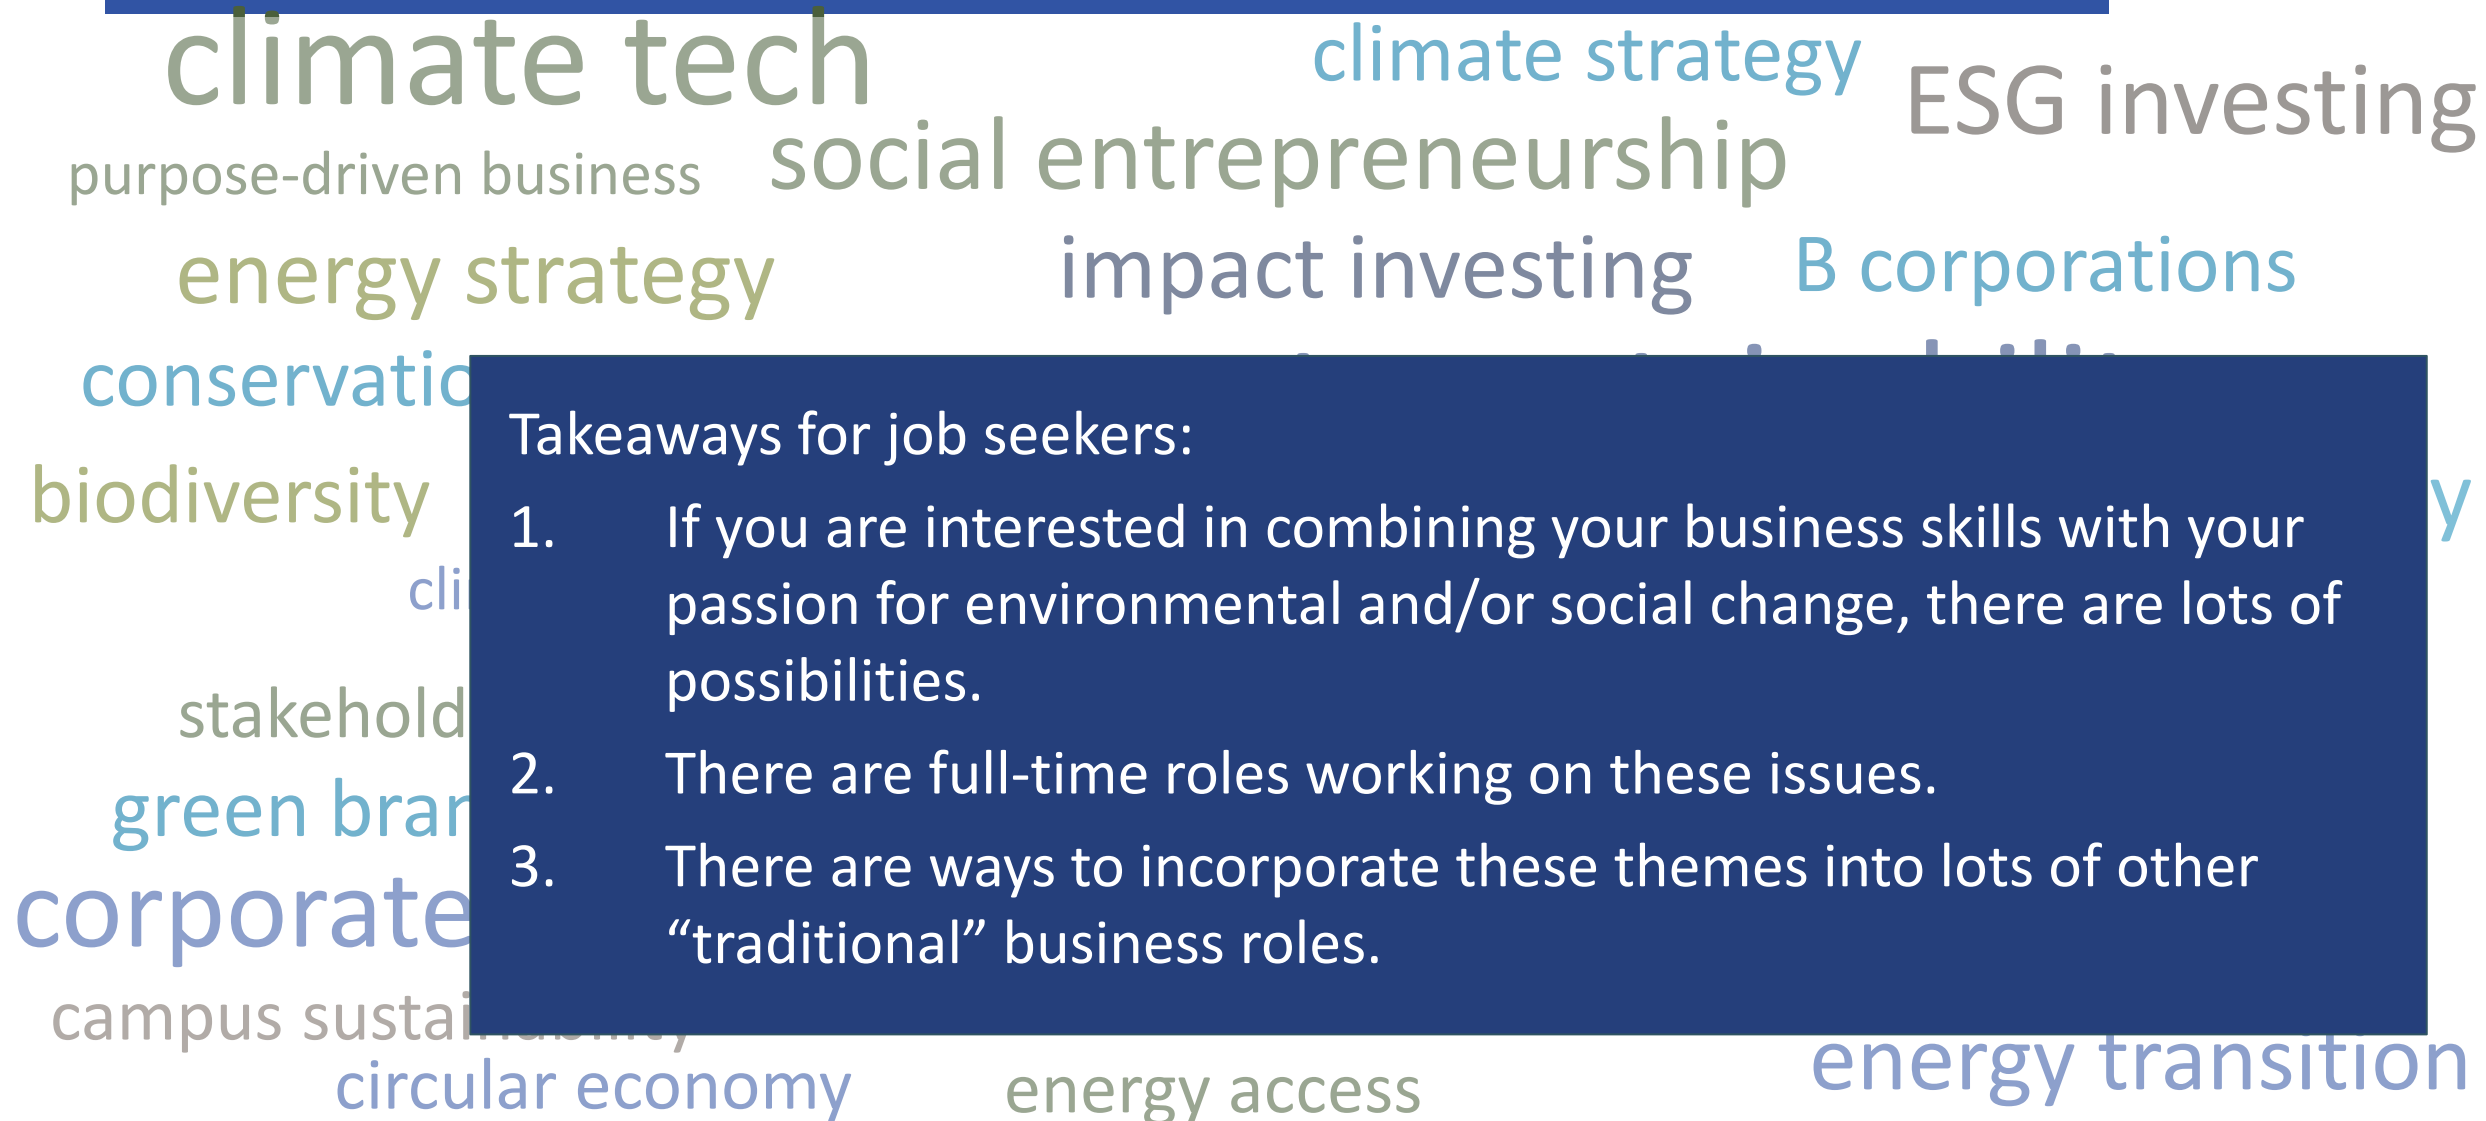 climate tech
climate strategy
ESG investing
purpose-driven business
social entrepreneurship
energy strategy
impact investing
B corporations
biodiversity
Takeaways for job seekers:
1. If you are interested in combining your business skills with your
passion for environmental and/or social change, there are lots of
possibilities.
2. There are full-time roles working on these issues.
3. There are ways to incorporate these themes into lots of other
“traditional” business roles.
green
corporate
campus sustainability
circular economy
energy access
energy transition